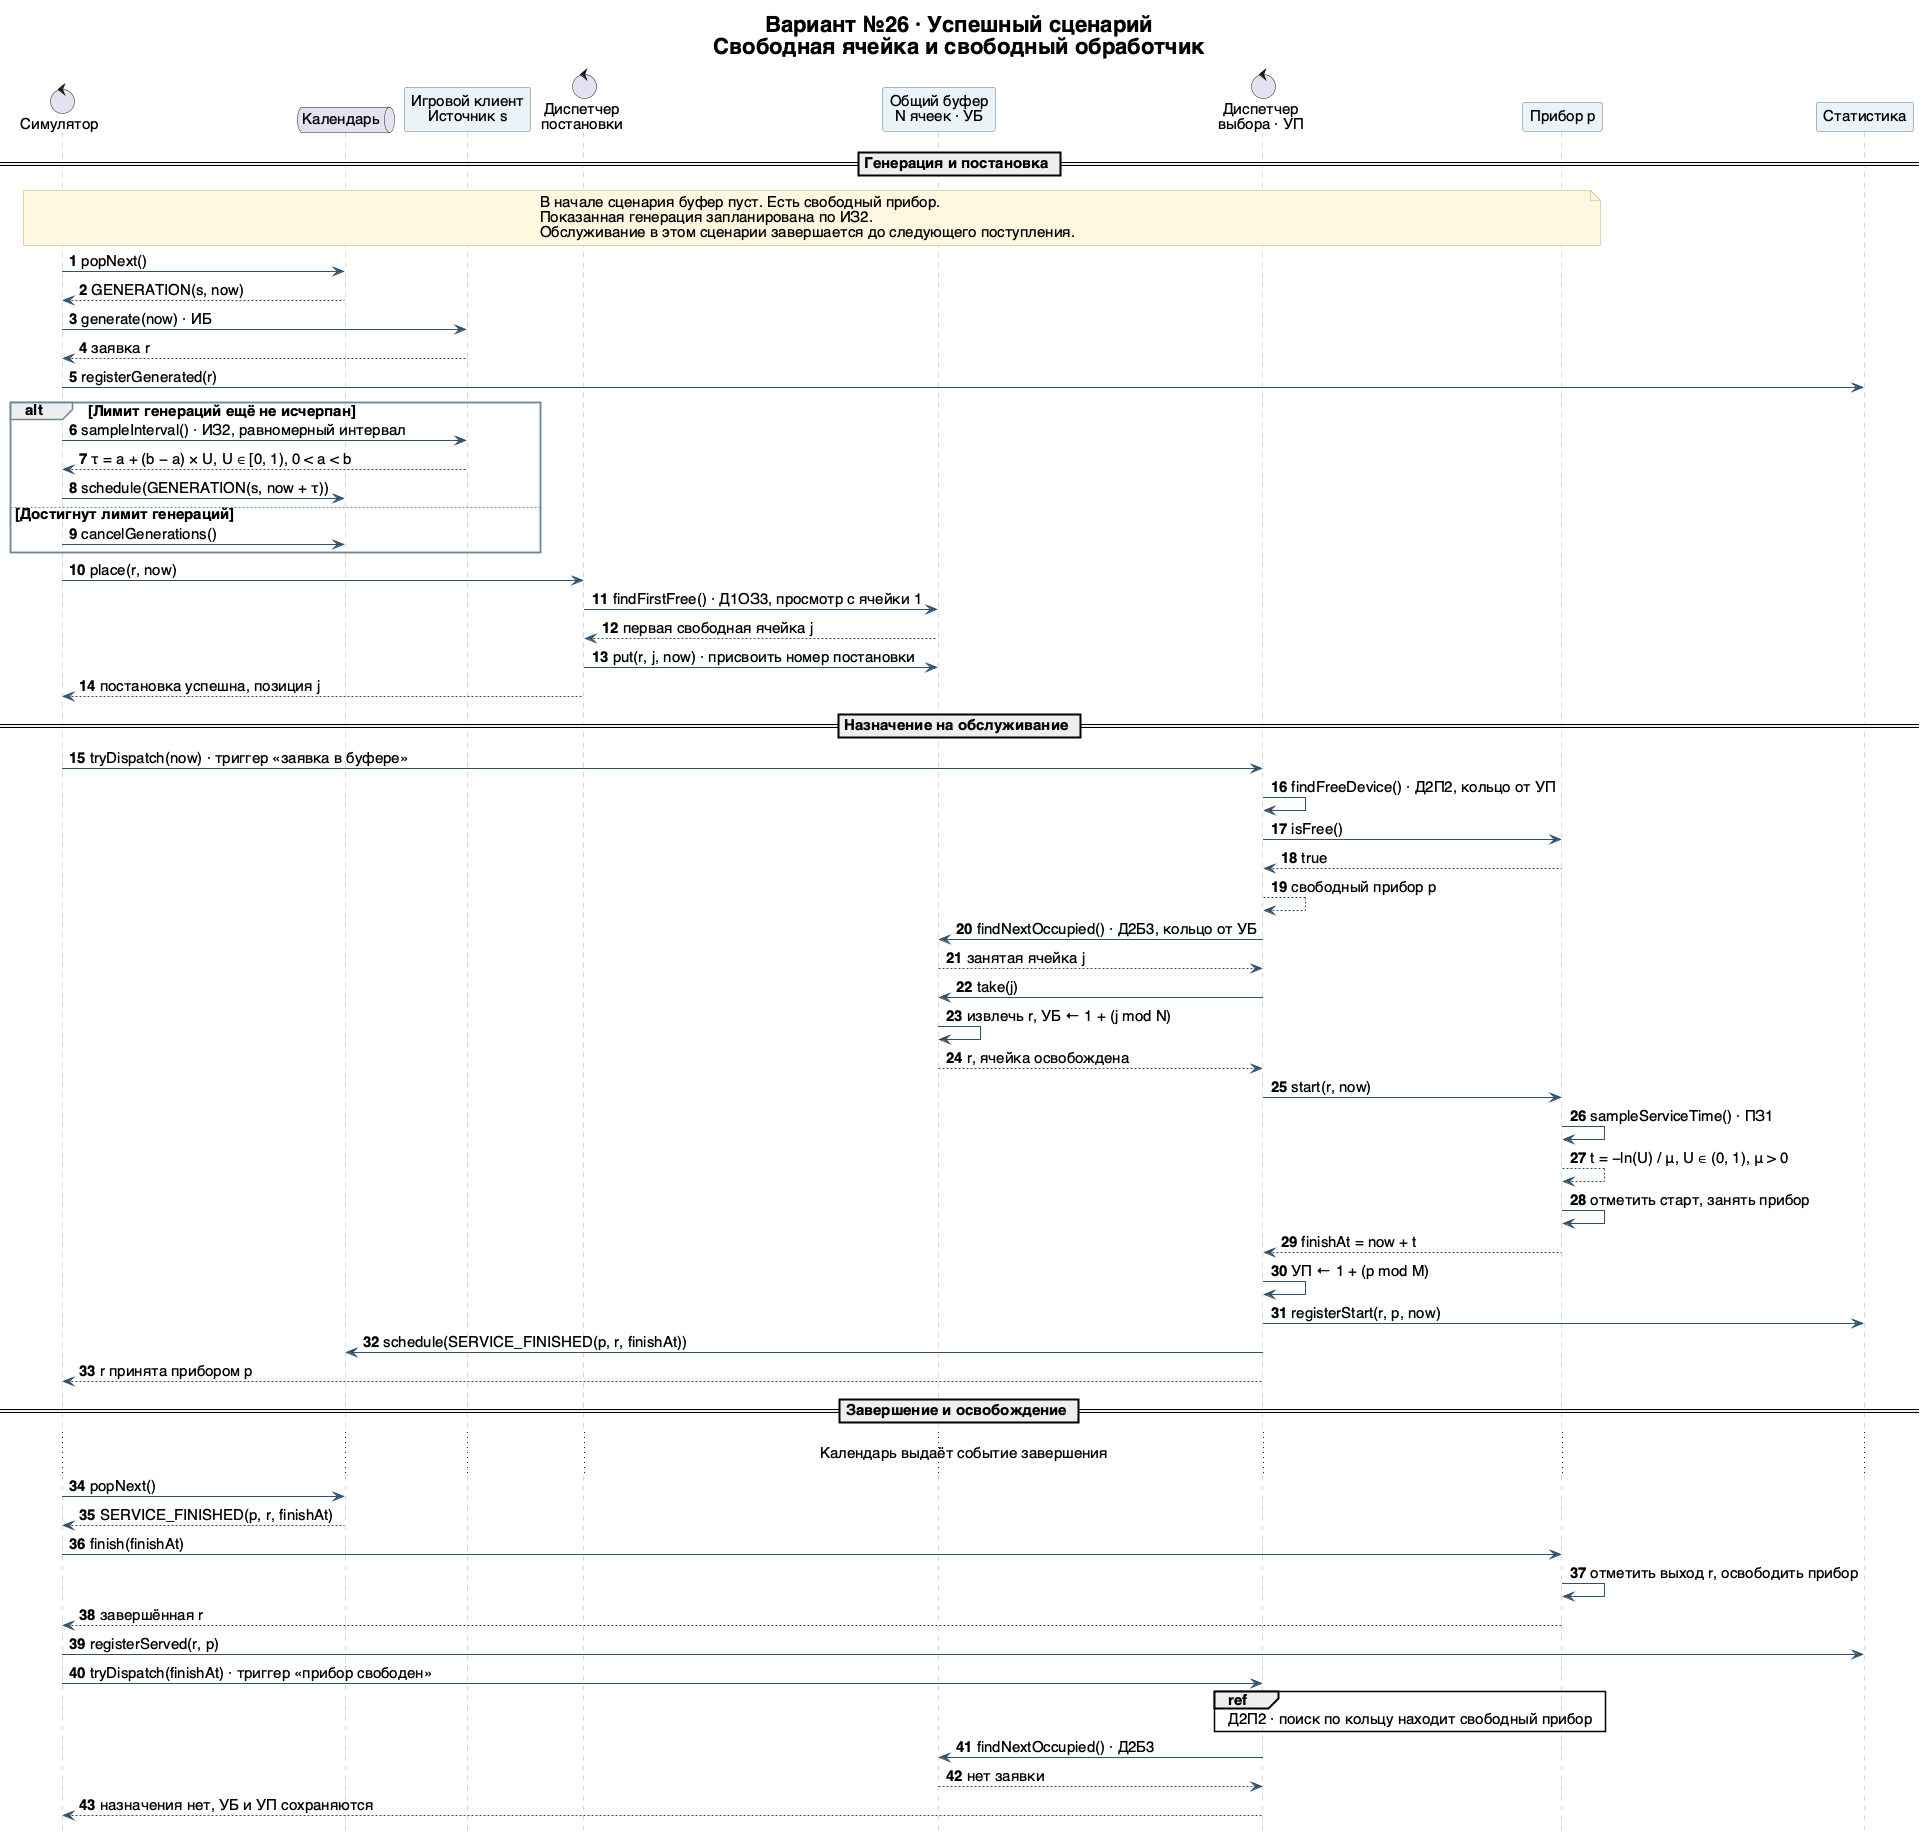 Вариант №26 · Успешный сценарий
Свободная ячейка и свободный обработчик
Симулятор
Календарь
Игровой клиент
Источник s
Диспетчер
постановки
Общий буфер
N ячеек · УБ
Диспетчер
выбора · УП
Прибор p
Статистика
Генерация и постановка
В начале сценария буфер пуст. Есть свободный прибор.
Показанная генерация запланирована по ИЗ2.
Обслуживание в этом сценарии завершается до следующего поступления.
1 popNext()
2 GENERATION(s, now)
3 generate(now) · ИБ
4 заявка r
5 registerGenerated(r)
alt [Лимит генераций ещё не исчерпан]
6 sampleInterval() · ИЗ2, равномерный интервал
7 τ = a + (b − a) × U, U ∈ [0, 1), 0 < a < b
8 schedule(GENERATION(s, now + τ))
[Достигнут лимит генераций]
9 cancelGenerations()
10 place(r, now)
11 findFirstFree() · Д1ОЗ3, просмотр с ячейки 1
12 первая свободная ячейка j
13 put(r, j, now) · присвоить номер постановки
14 постановка успешна, позиция j
Назначение на обслуживание
15 tryDispatch(now) · триггер «заявка в буфере»
16 findFreeDevice() · Д2П2, кольцо от УП
17 isFree()
18 true
19 свободный прибор p
20 findNextOccupied() · Д2Б3, кольцо от УБ
21 занятая ячейка j
22 take(j)
23 извлечь r, УБ ← 1 + (j mod N)
24 r, ячейка освобождена
25 start(r, now)
26 sampleServiceTime() · ПЗ1
27 t = −ln(U) / μ, U ∈ (0, 1), μ > 0
28 отметить старт, занять прибор
29 finishAt = now + t
30 УП ← 1 + (p mod M)
31 registerStart(r, p, now)
32 schedule(SERVICE_FINISHED(p, r, finishAt))
33 r принята прибором p
Завершение и освобождение
Календарь выдаёт событие завершения
34 popNext()
35 SERVICE_FINISHED(p, r, finishAt)
36 finish(finishAt)
37 отметить выход r, освободить прибор
38 завершённая r
39 registerServed(r, p)
40 tryDispatch(finishAt) · триггер «прибор свободен»
ref
Д2П2 · поиск по кольцу находит свободный прибор
41 findNextOccupied() · Д2Б3
42 нет заявки
43 назначения нет, УБ и УП сохраняются